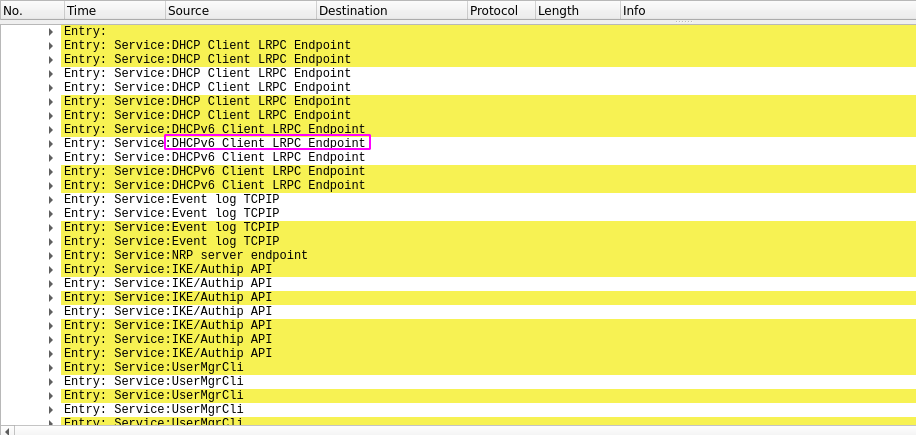 No. Time Source Destination Protocol Length Info
Entry:
Entry: Service:DHCP Client LRPC Endpoint
Entry: Service:DHCP Client LRPC Endpoint
Entry: Service:DHCP Client LRPC Endpoint
Entry: Service:DHCP Client LRPC Endpoint
Entry: Service:DHCP Client LRPC Endpoint
Entry: Service:DHCP Client LRPC Endpoint
Entry: Service:DHCPv6 Client LRPC Endpoint
Entry: Service:DHCPv6 Client LRPC Endpoint
Entry: Service:DHCPv6 Client LRPC Endpoint
Entry: Service:DHCPv6 Client LRPC Endpoint
Entry: Service:DHCPv6 Client LRPC Endpoint
Entry: Service:Event log TCPIP
Entry: Service:Event log TCPIP
Entry: Service:Event log TCPIP
Entry: Service:Event log TCPIP
Entry: Service:NRP server endpoint
Entry: Service:IKE/Authip API
Entry: Service:IKE/Authip API
Entry: Service:IKE/Authip API
Entry: Service:IKE/Authip API
Entry: Service:IKE/Authip API
Entry: Service:IKE/Authip API
Entry: Service:IKE/Authip API
Entry: Service:UserMgrCli
Entry: Service:UserMgrCli
Entry: Service:UserMgrCli
Entry: Service:UserMgrCli
Entry: Service:UserMgrCli